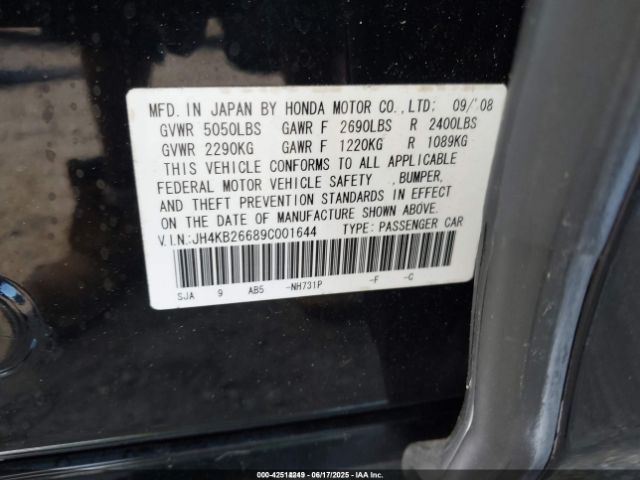 MFD. IN JAPAN BY HONDA MOTOR CO., LTD: 09/'08
GVWR 5050LBS GAWR F 2690LBS R 2400LBS
GVWR 2290KG GAWR F 1220KG R 1089KG
THIS VEHICLE CONFORMS TO ALL APPLICABLE
FEDERAL MOTOR VEHICLE SAFETY , BUMPER,
AND THEFT PREVENTION STANDARDS IN EFFECT
ON THE DATE OF MANUFACTURE SHOWN ABOVE.
V.I.N.:JH4KB26689C001644 TYPE: PASSENGER CAR
SJA 9 AB5 -NH731P -F -C
000-42514249 06/17/2025 IAA Inc.